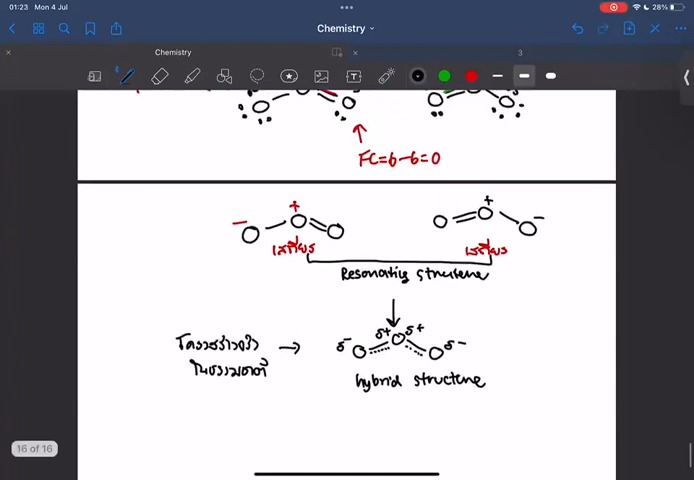 01:23 Mon 4 Jul
28%
Chemistry
Chemistry
3
FC=6-6=0
− O O + O
O O + O −
เสถียร
เสถียร
Resonating structure
δ− O δ+ O δ+ O δ−
โครงสร้างจริง
ในธรรมชาติ
hybrid structure
16 of 16